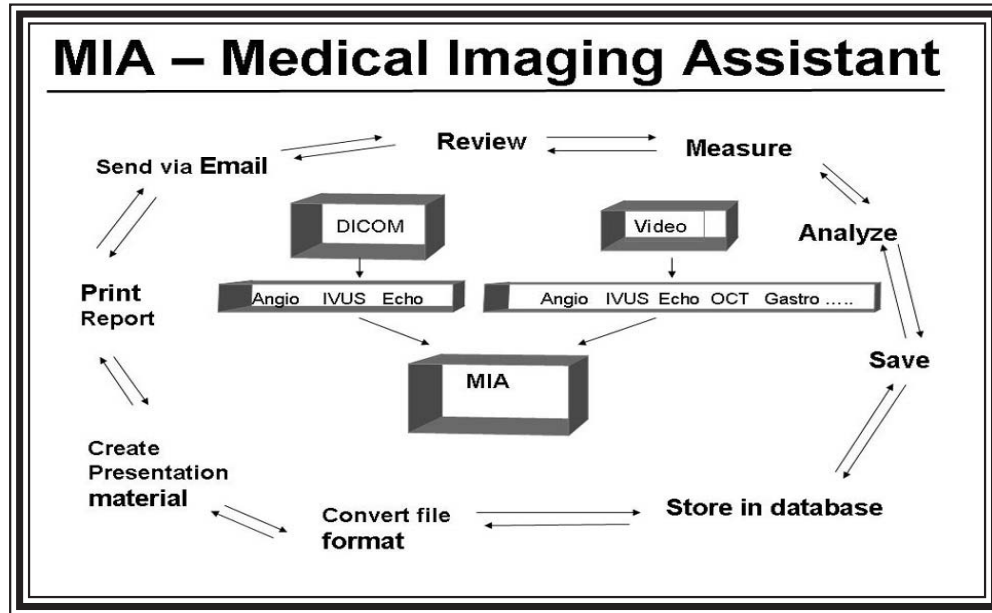 MIA – Medical Imaging Assistant
Review
Measure
Send via Email
DICOM
Video
Analyze
Print
Report
Angio IVUS Echo
Angio IVUS Echo OCT Gastro .....
Save
MIA
Create
Presentation
material
Convert file
format
Store in database